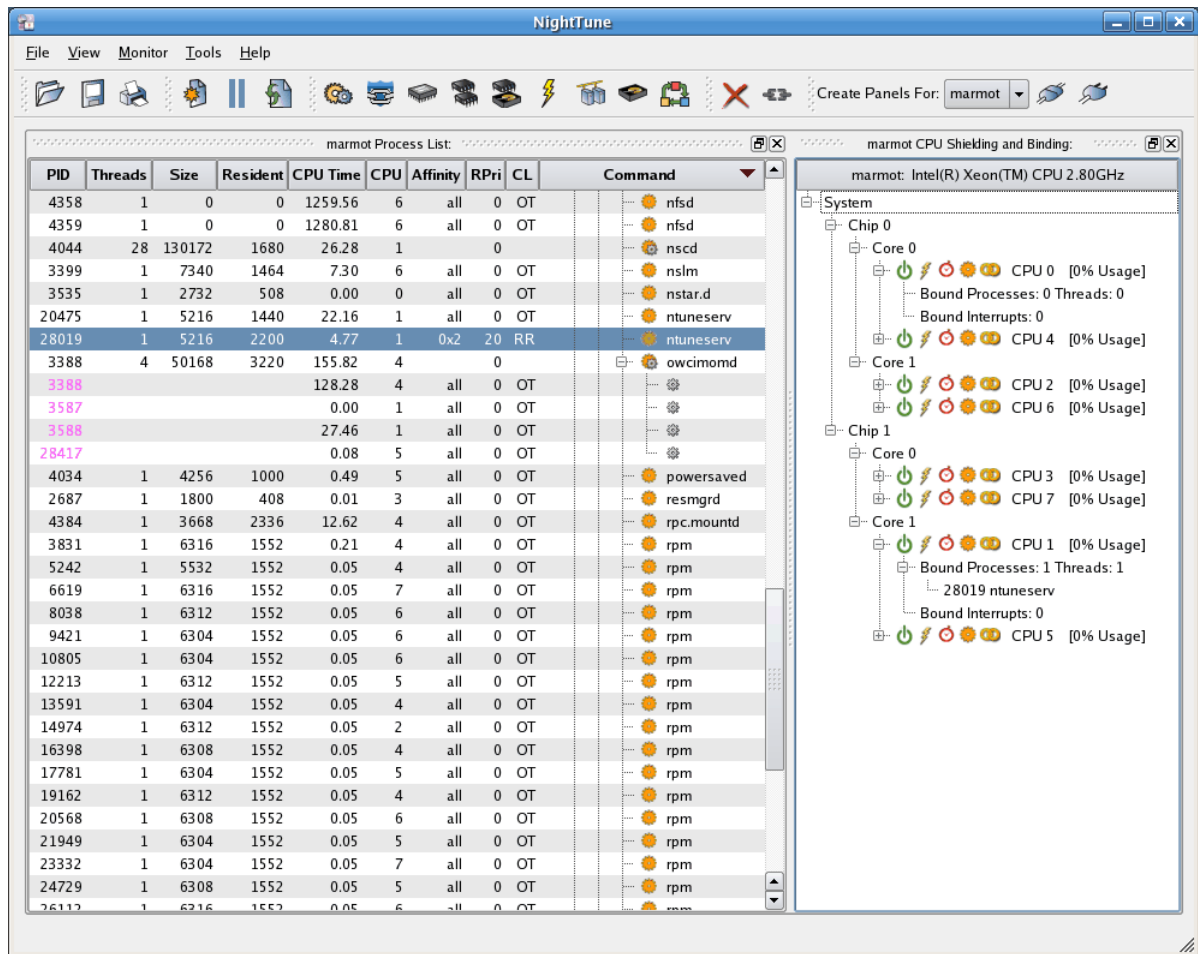 NightTune
File View Monitor Tools Help
Create Panels For: marmot
marmot Process List:
PID Threads Size Resident CPU Time CPU Affinity RPri CL Command
4358 1 0 0 1259.56 6 all 0 OT nfsd
4359 1 0 0 1280.81 6 all 0 OT nfsd
4044 28 130172 1680 26.28 1 0 nscd
3399 1 7340 1464 7.30 6 all 0 OT nslm
3535 1 2732 508 0.00 0 all 0 OT nstar.d
20475 1 5216 1440 22.16 1 all 0 OT ntuneserv
28019 1 5216 2200 4.77 1 0x2 20 RR ntuneserv
3388 4 50168 3220 155.82 4 0 owcimomd
3388 128.28 4 all 0 OT
3587 0.00 1 all 0 OT
3588 27.46 1 all 0 OT
28417 0.08 5 all 0 OT
4034 1 4256 1000 0.49 5 all 0 OT powersaved
2687 1 1800 408 0.01 3 all 0 OT resmgrd
4384 1 3668 2336 12.62 4 all 0 OT rpc.mountd
3831 1 6316 1552 0.21 4 all 0 OT rpm
5242 1 5532 1552 0.05 4 all 0 OT rpm
6619 1 6316 1552 0.05 7 all 0 OT rpm
8038 1 6312 1552 0.05 6 all 0 OT rpm
9421 1 6304 1552 0.05 6 all 0 OT rpm
10805 1 6304 1552 0.05 6 all 0 OT rpm
12213 1 6312 1552 0.05 5 all 0 OT rpm
13591 1 6304 1552 0.05 4 all 0 OT rpm
14974 1 6312 1552 0.05 2 all 0 OT rpm
16398 1 6308 1552 0.05 4 all 0 OT rpm
17781 1 6304 1552 0.05 5 all 0 OT rpm
19162 1 6312 1552 0.05 4 all 0 OT rpm
20568 1 6308 1552 0.05 6 all 0 OT rpm
21949 1 6304 1552 0.05 5 all 0 OT rpm
23332 1 6304 1552 0.05 7 all 0 OT rpm
24729 1 6308 1552 0.05 5 all 0 OT rpm
26112 1 6316 1552 0.05 6 all 0 OT rpm
marmot CPU Shielding and Binding:
marmot: Intel(R) Xeon(TM) CPU 2.80GHz
System
Chip 0
Core 0
CPU 0 [0% Usage]
Bound Processes: 0 Threads: 0
Bound Interrupts: 0
CPU 4 [0% Usage]
Core 1
CPU 2 [0% Usage]
CPU 6 [0% Usage]
Chip 1
Core 0
CPU 3 [0% Usage]
CPU 7 [0% Usage]
Core 1
CPU 1 [0% Usage]
Bound Processes: 1 Threads: 1
28019 ntuneserv
Bound Interrupts: 0
CPU 5 [0% Usage]